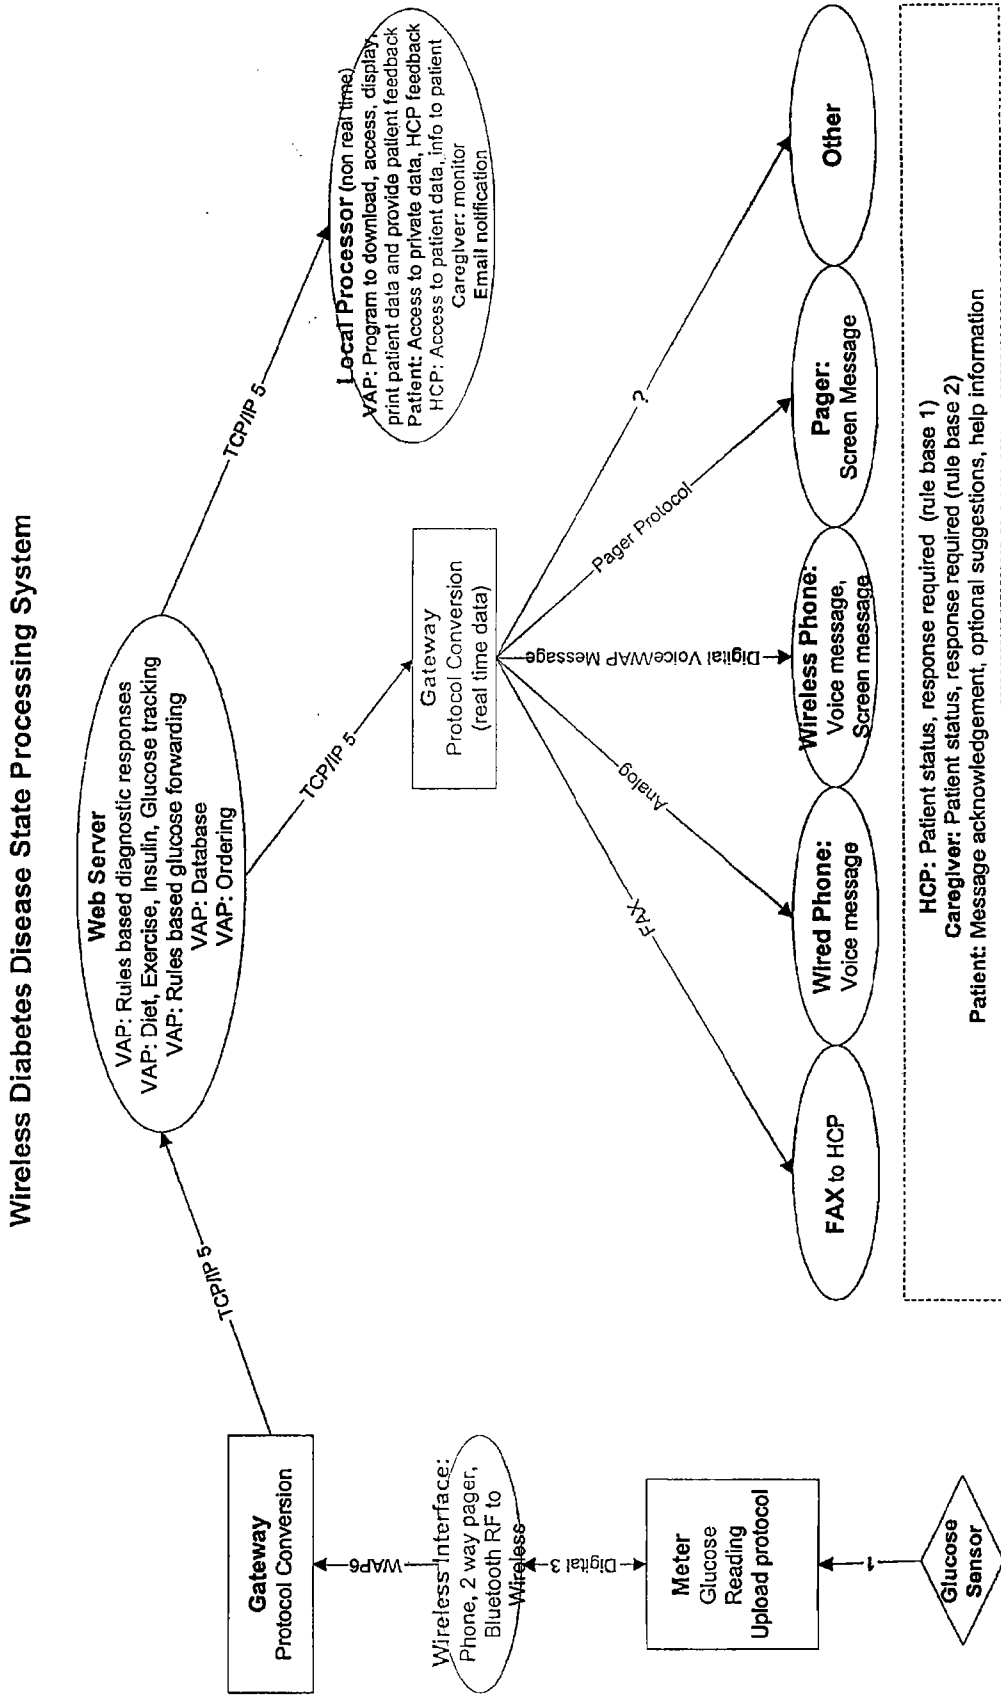 Wireless Diabetes Disease State Processing System
Web Server
VAP: Rules based diagnostic responses
VAP: Diet, Exercise, Insulin, Glucose tracking
VAP: Rules based glucose forwarding
VAP: Database
VAP: Ordering
TCP/IP 5
TCP/IP 5
TCP/IP 5
Gateway
Protocol Conversion
WAP6
Wireless Interface:
Phone, 2 way pager,
Bluetooth RF to
Wireless
Digital 3
Meter
Glucose
Reading
Upload protocol
1
Glucose
Sensor
Local Processor (non real time)
VAP: Program to download, access, display,
print patient data and provide patient feedback
Patient: Access to private data, HCP feedback
HCP: Access to patient data, info to patient
Caregiver: monitor
Email notification
Gateway
Protocol Conversion
(real time data)
FAX
Analog
Digital Voice/WAP Message
Pager Protocol
?
FAX to HCP
Wired Phone:
Voice message
Wireless Phone:
Voice message,
Screen message
Pager:
Screen Message
Other
HCP: Patient status, response required (rule base 1)
Caregiver: Patient status, response required (rule base 2)
Patient: Message acknowledgement, optional suggestions, help information